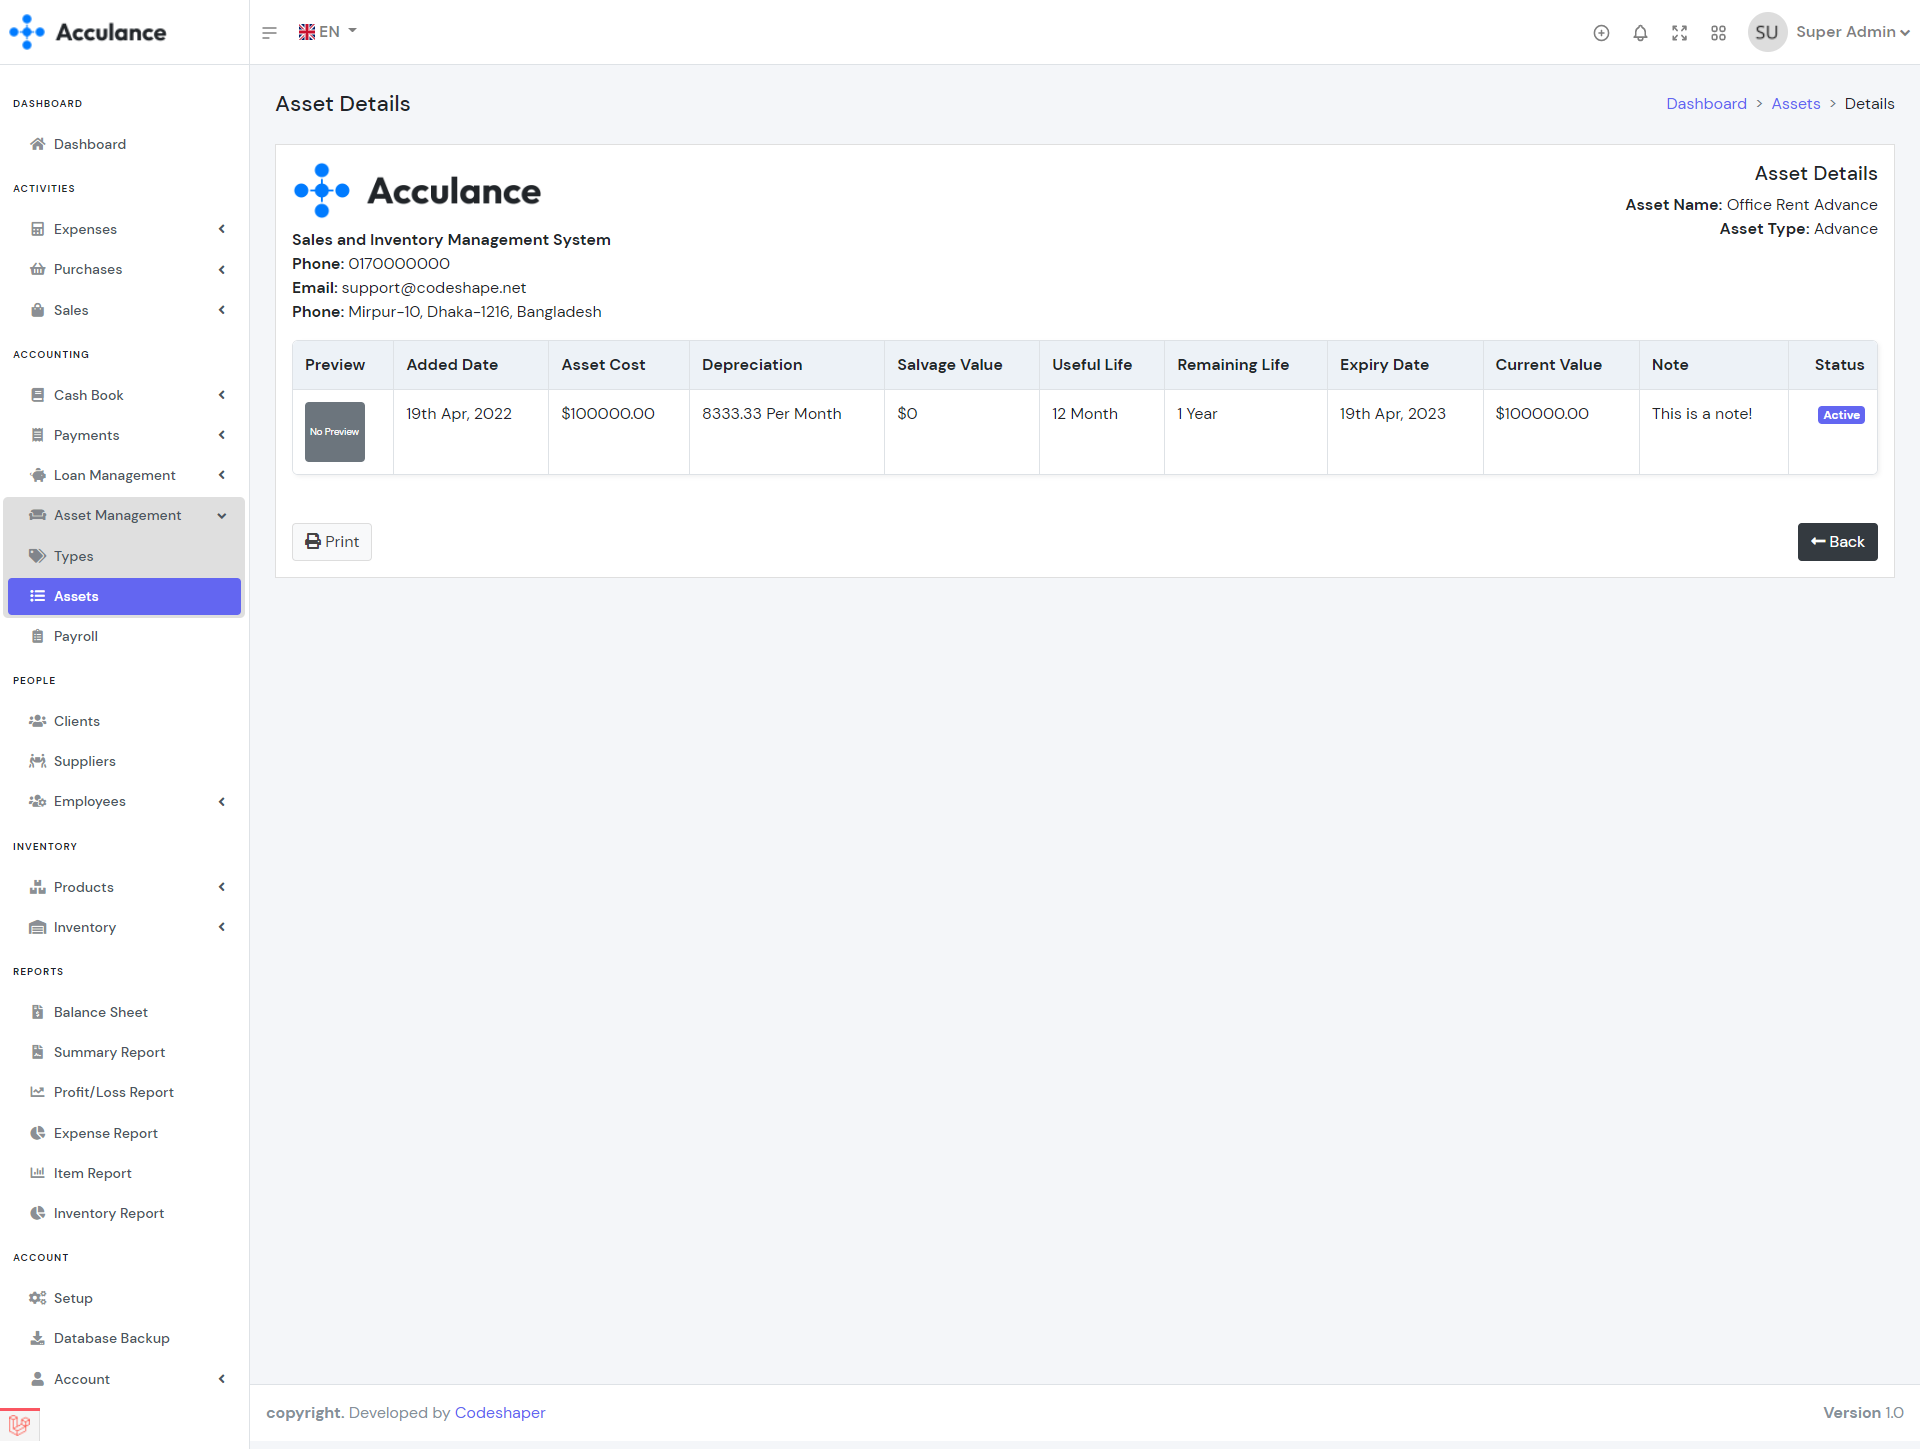 Acculance
EN
SU
Super Admin
DASHBOARD
Dashboard
ACTIVITIES
Expenses
Purchases
Sales
ACCOUNTING
Cash Book
Payments
Loan Management
Asset Management
Types
Assets
Payroll
PEOPLE
Clients
Suppliers
Employees
INVENTORY
Products
Inventory
REPORTS
Balance Sheet
Summary Report
Profit/Loss Report
Expense Report
Item Report
Inventory Report
ACCOUNT
Setup
Database Backup
Account
Asset Details
Dashboard > Assets > Details
Acculance
Sales and Inventory Management System
Phone: 0170000000
Email: support@codeshape.net
Phone: Mirpur-10, Dhaka-1216, Bangladesh
Asset Details
Asset Name: Office Rent Advance
Asset Type: Advance
Preview Added Date Asset Cost Depreciation Salvage Value Useful Life Remaining Life Expiry Date Current Value Note Status
No Preview 19th Apr, 2022 $100000.00 8333.33 Per Month $0 12 Month 1 Year 19th Apr, 2023 $100000.00 This is a note! Active
Print
Back
copyright. Developed by Codeshaper
Version 1.0